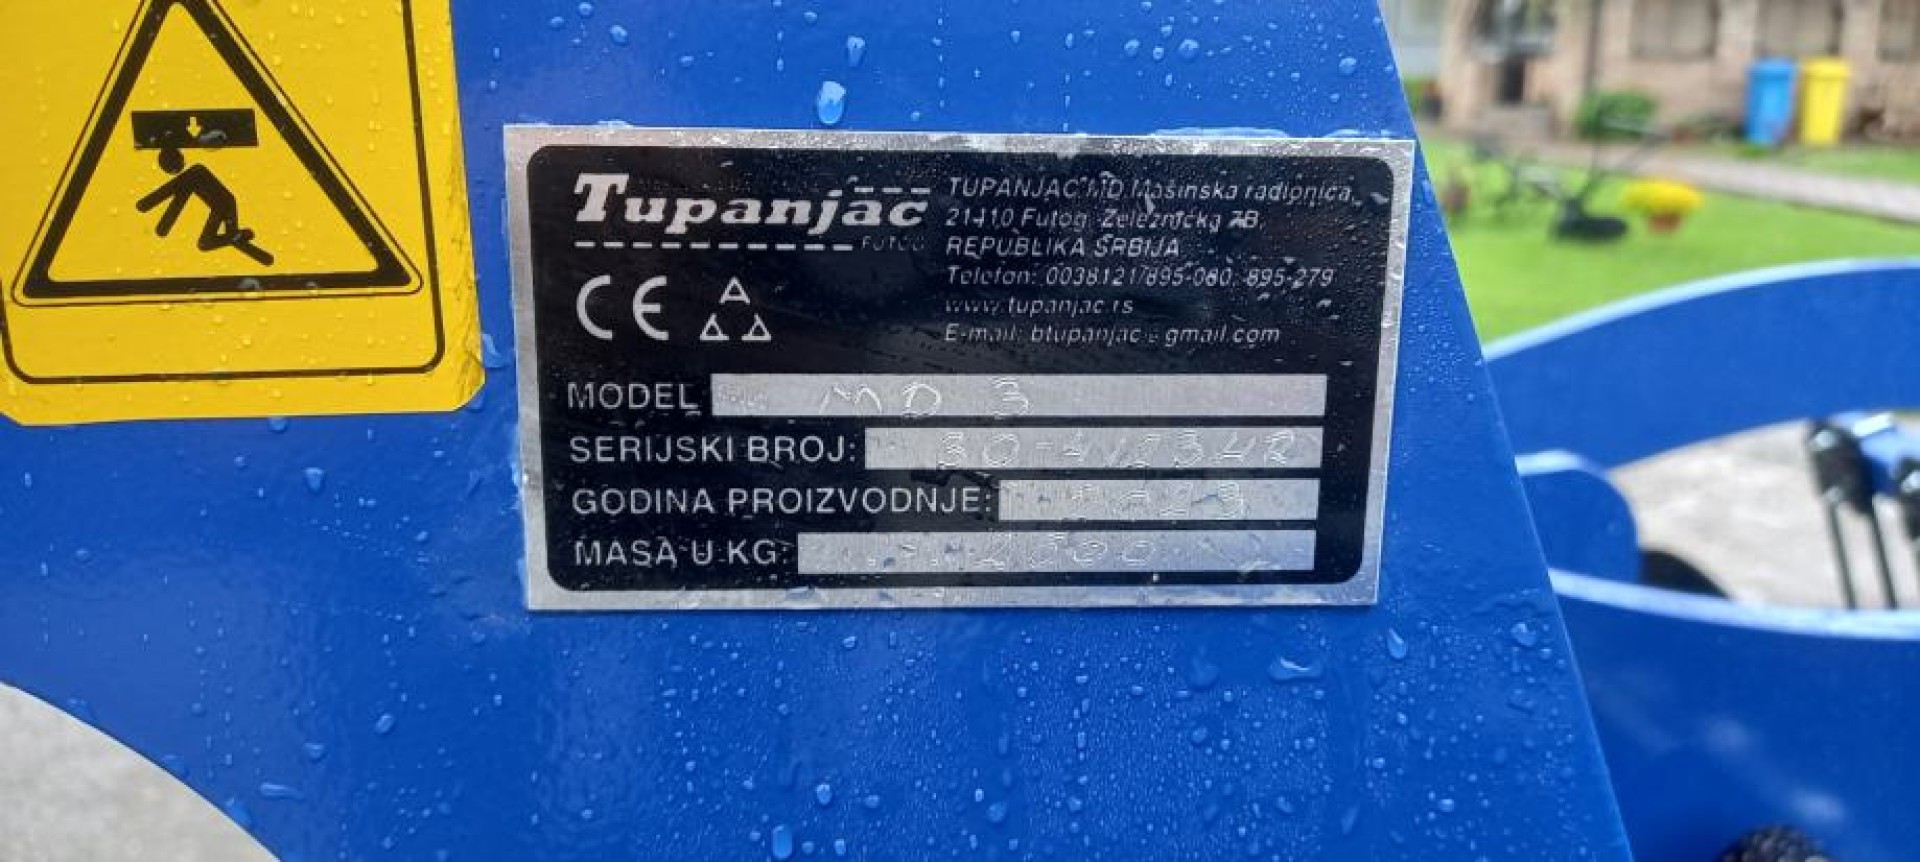 Tupanjac
FUTOG
TUPANJAC MD Mašinska radionica,
21410 Futog, Železnička 7B,
REPUBLIKA SRBIJA
Telefon: 0038121/895-080, 895-279
www.tupanjac.rs
E-mail: btupanjac@gmail.com
CE
MODEL MD 3
SERIJSKI BROJ:
GODINA PROIZVODNJE: 2023
MASA U KG: